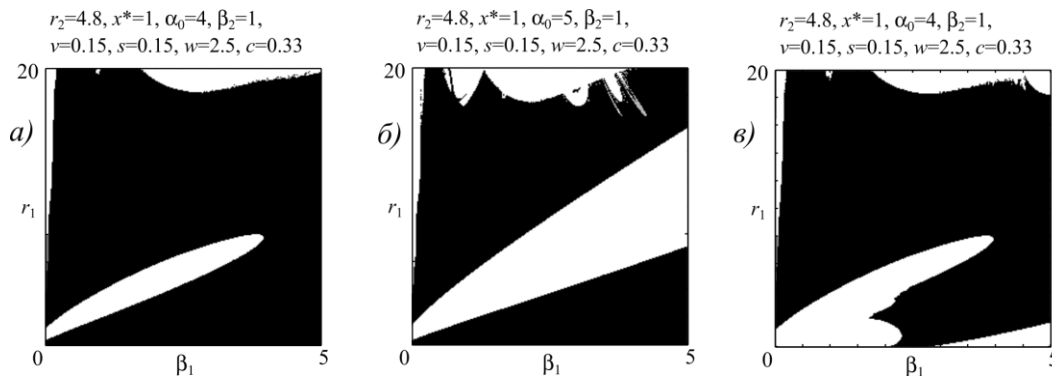 r₂=4.8, x*=1, α₀=4, β₂=1,
v=0.15, s=0.15, w=2.5, c=0.33
20
а)
r₁
0
β₁
5
r₂=4.8, x*=1, α₀=5, β₂=1,
v=0.15, s=0.15, w=2.5, c=0.33
20
б)
r₁
0
β₁
5
r₂=4.8, x*=1, α₀=4, β₂=1,
v=0.15, s=0.15, w=2.5, c=0.33
20
в)
r₁
0
β₁
5